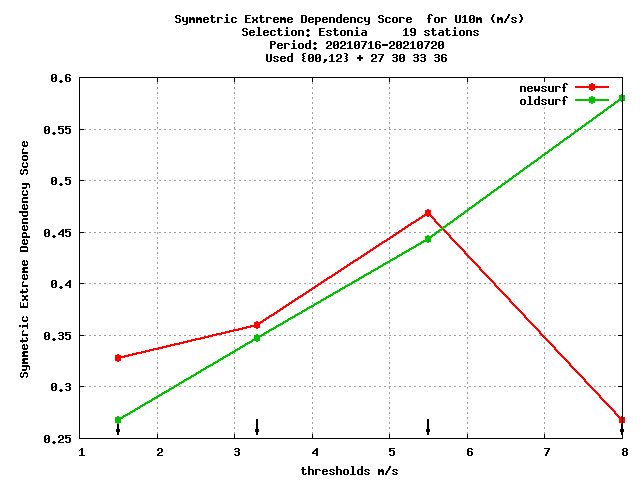 Symmetric Extreme Dependency Score  for U10m (m/s)
Selection: Estonia     19 stations
Period: 20210716-20210720
Used {00,12} + 27 30 33 36
newsurf
oldsurf
Symmetric Extreme Dependency Score
0.6
0.55
0.5
0.45
0.4
0.35
0.3
0.25
1 2 3 4 5 6 7 8
thresholds m/s